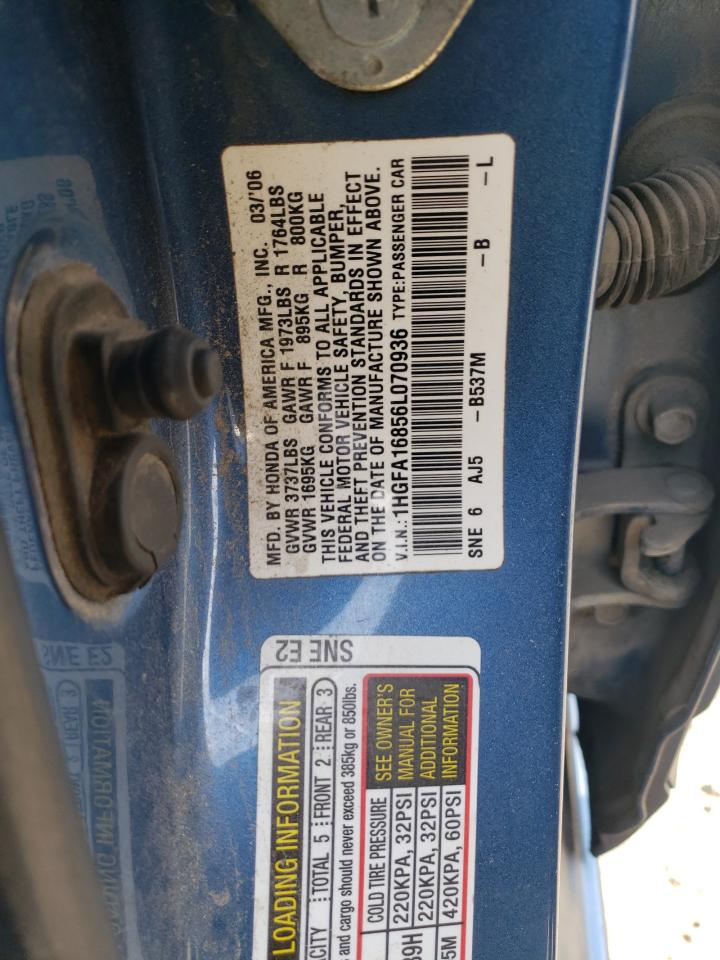 MFD. BY HONDA OF AMERICA MFG., INC. 03/'06
GVWR 3737LBS GAWR F 1973LBS R 1764LBS
GVWR 1695KG GAWR F 895KG R 800KG
THIS VEHICLE CONFORMS TO ALL APPLICABLE
FEDERAL MOTOR VEHICLE SAFETY, BUMPER,
AND THEFT PREVENTION STANDARDS IN EFFECT
ON THE DATE OF MANUFACTURE SHOWN ABOVE.
V.I.N.: 1HGFA16856L070936 TYPE:PASSENGER CAR
SNE 6 AJ5 -B537M -B -L
SNE E2
LOADING INFORMATION
TOTAL 5 FRONT 2 REAR 3
and cargo should never exceed 385kg or 850lbs.
COLD TIRE PRESSURE
220KPA, 32PSI
220KPA, 32PSI
420KPA, 60PSI
SEE OWNER'S
MANUAL FOR
ADDITIONAL
INFORMATION